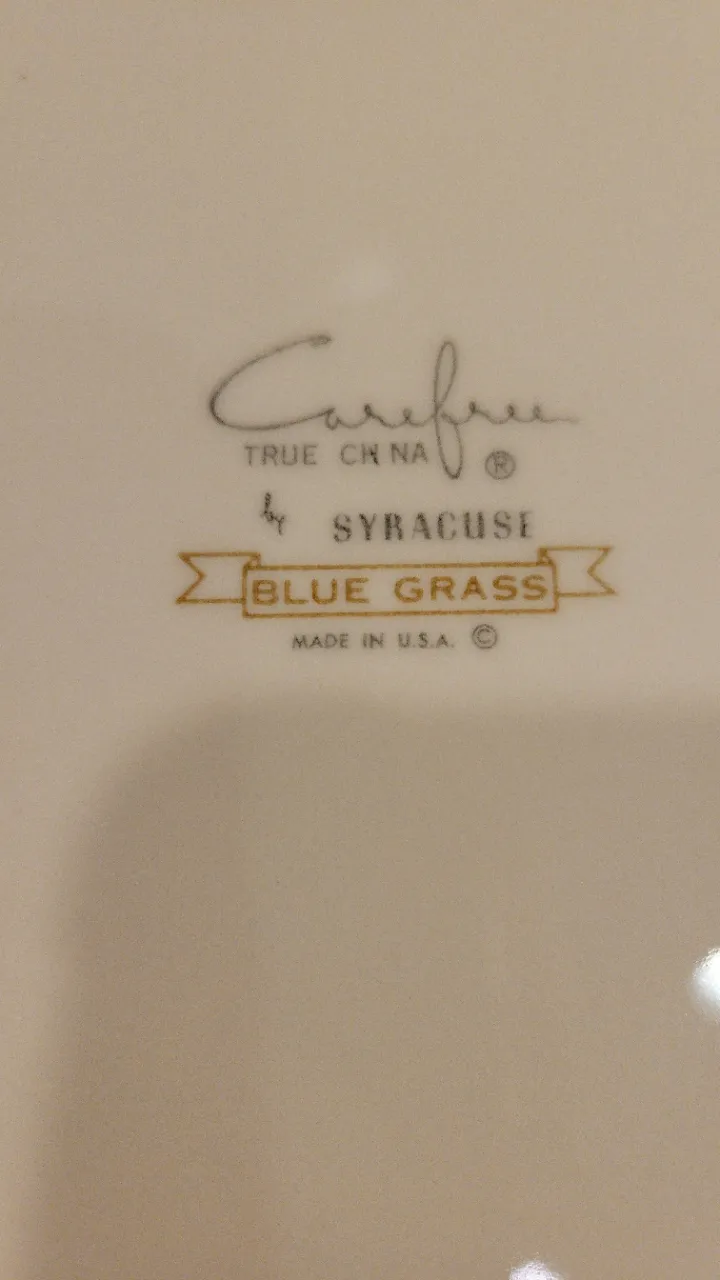 Carefree
TRUE CHINA ®
by SYRACUSE
BLUE GRASS
MADE IN U.S.A. ©